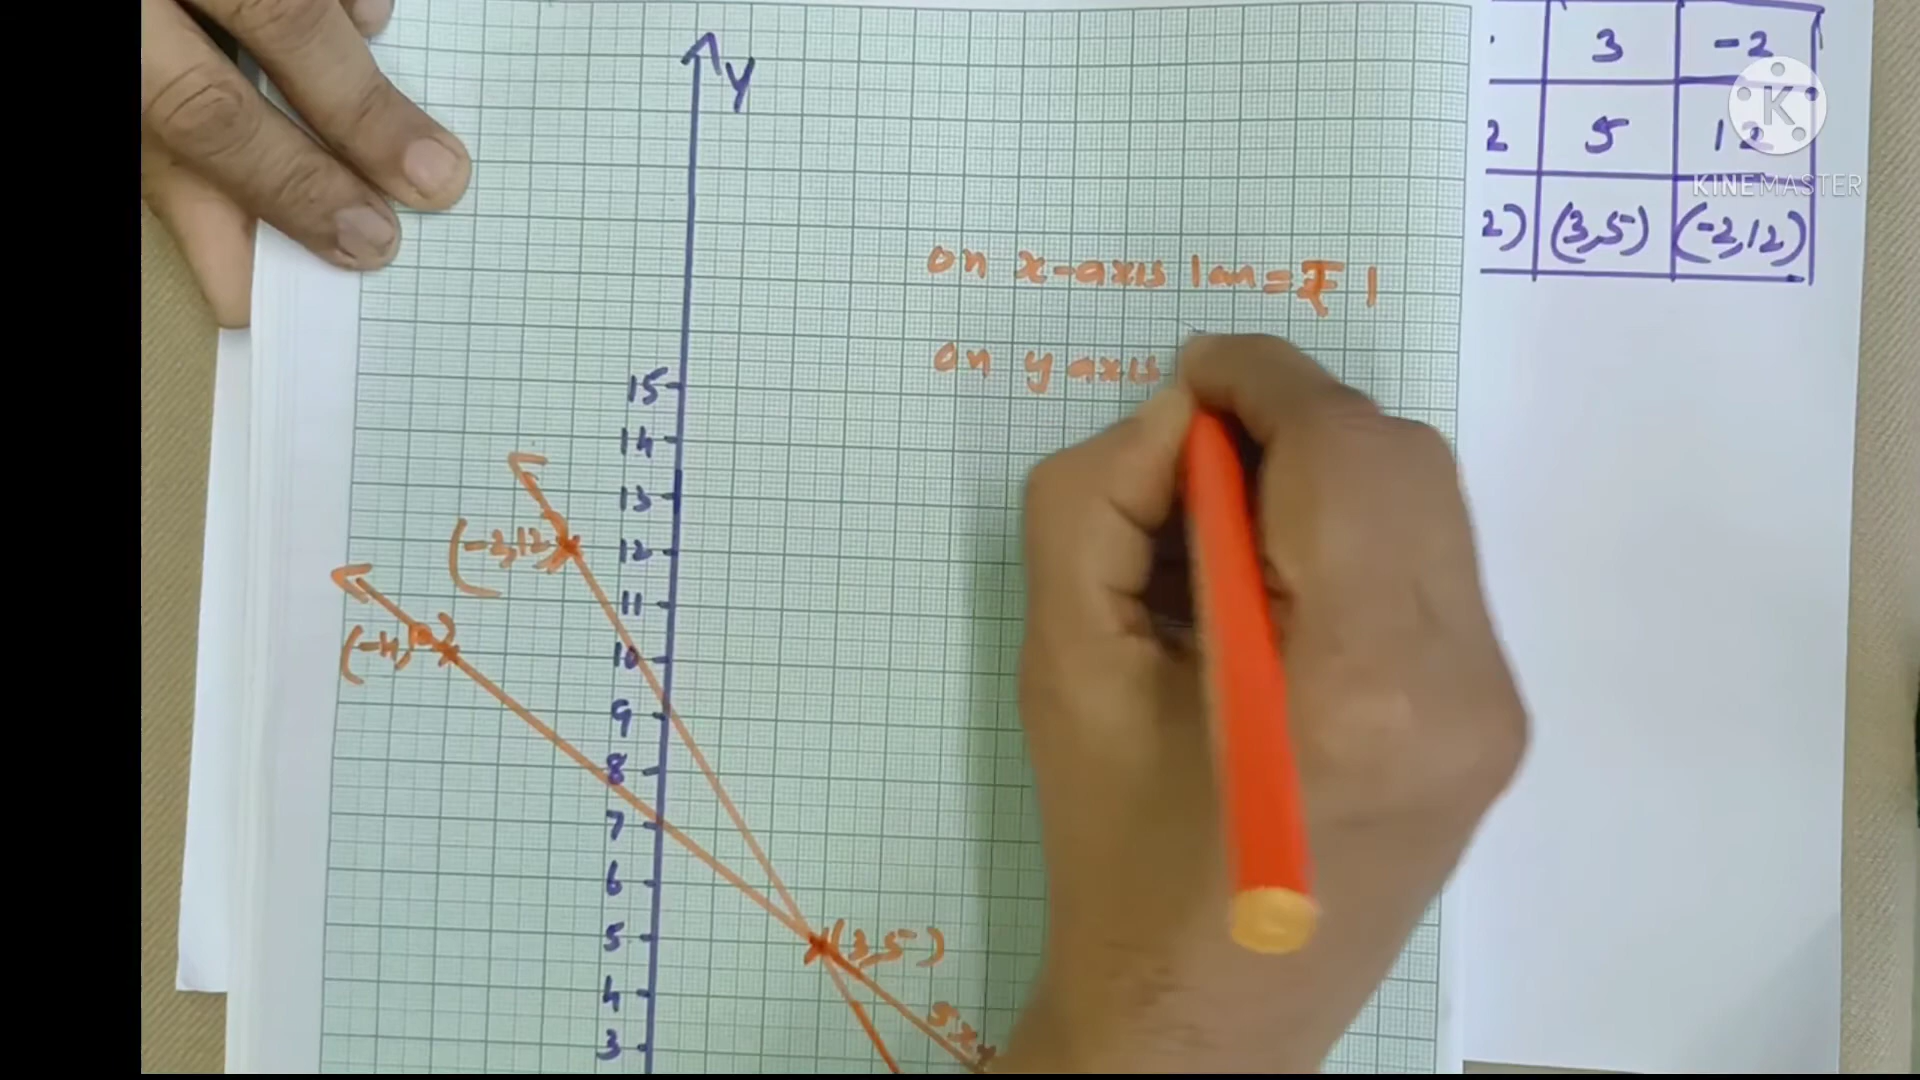 Y
3 -2
2 5 12
2) (3,5) (-2,12)
KINEMASTER
on x-axis 1cm=₹ 1
on y axis
15
14
13
(-2,12) 12
11
(-4, ) 10
9
8
7
6
5 (3,5)
4
5x+
3